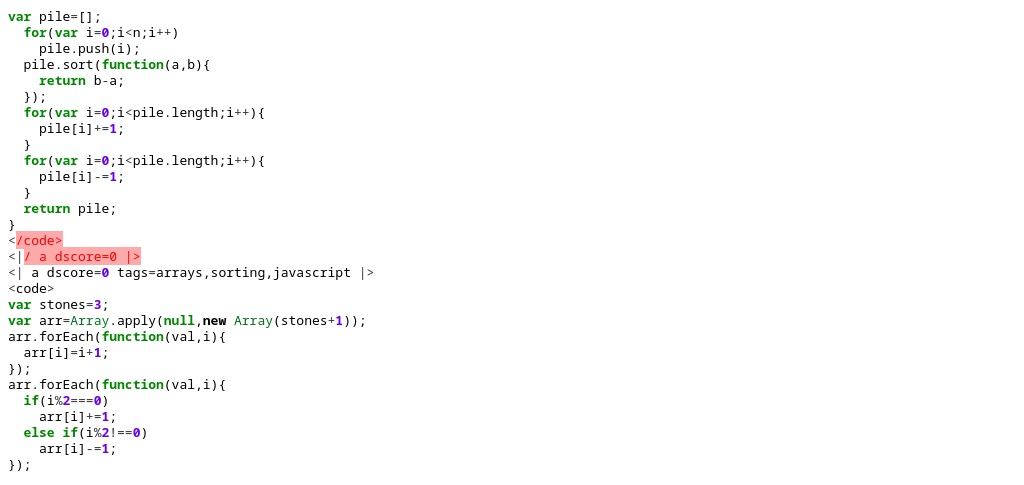 var pile=[];
  for(var i=0;i<n;i++)
    pile.push(i);
  pile.sort(function(a,b){
    return b-a;
  });
  for(var i=0;i<pile.length;i++){
    pile[i]+=1;
  }
  for(var i=0;i<pile.length;i++){
    pile[i]-=1;
  }
  return pile;
}
</code>
<|/ a dscore=0 |>
<| a dscore=0 tags=arrays,sorting,javascript |>
<code>
var stones=3;
var arr=Array.apply(null,new Array(stones+1));
arr.forEach(function(val,i){
  arr[i]=i+1;
});
arr.forEach(function(val,i){
  if(i%2===0)
    arr[i]+=1;
  else if(i%2!==0)
    arr[i]-=1;
});